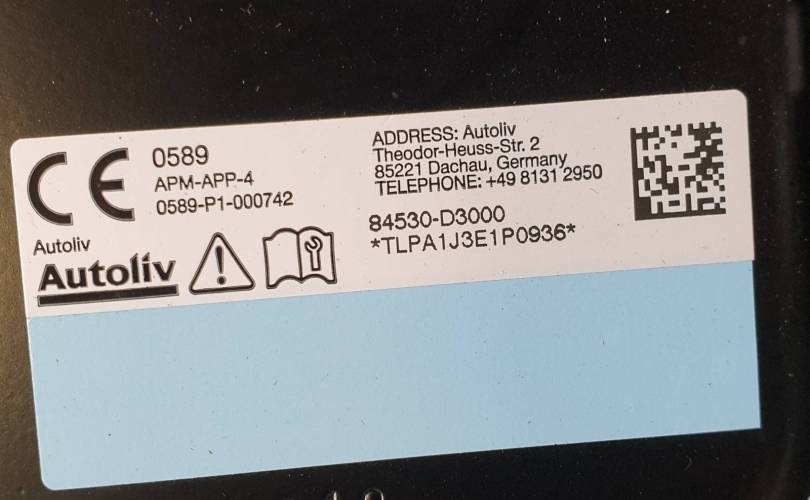 CE 0589
APM-APP-4
0589-P1-000742
Autoliv
Autoliv
ADDRESS: Autoliv
Theodor-Heuss-Str. 2
85221 Dachau, Germany
TELEPHONE: +49 8131 2950
84530-D3000
*TLPA1J3E1P0936*